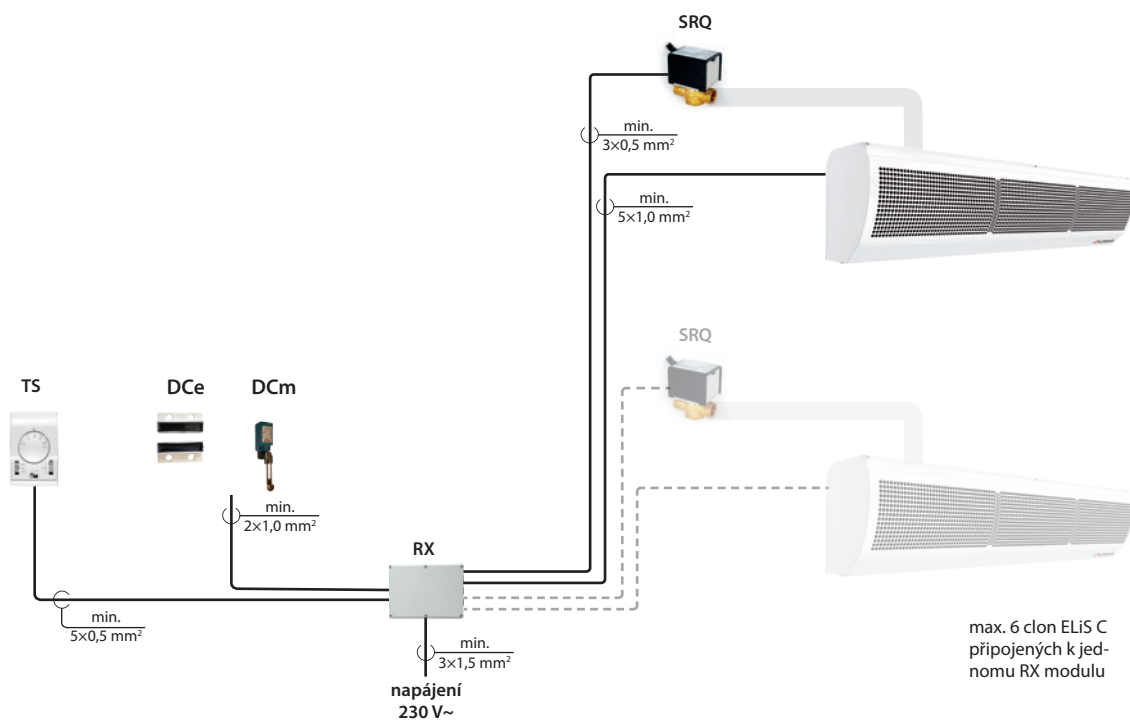 SRQ
min.
3×0,5 mm²
min.
5×1,0 mm²
SRQ
TS
DCe
DCm
min.
2×1,0 mm²
RX
min.
5×0,5 mm²
min.
3×1,5 mm²
napájení
230 V~
max. 6 clon ELiS C
připojených k jed-
nomu RX modulu